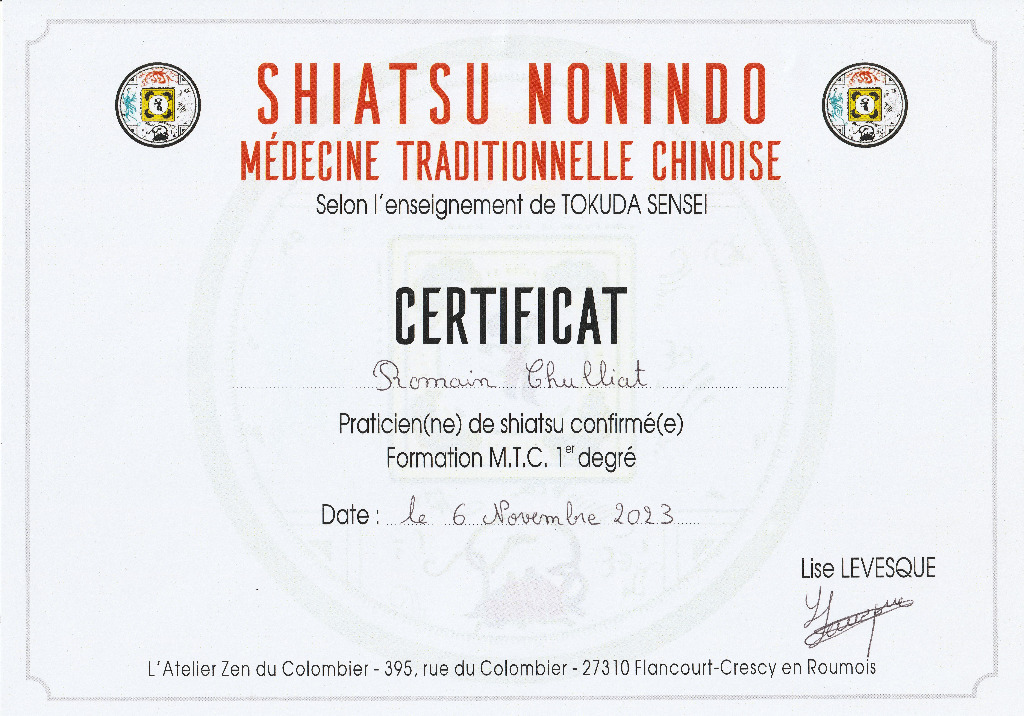 SHIATSU NONINDO
MÉDECINE TRADITIONNELLE CHINOISE
Selon l'enseignement de TOKUDA SENSEI
CERTIFICAT
Romain Chulliat
Praticien(ne) de shiatsu confirmé(e)
Formation M.T.C. 1er degré
Date : le 6 Novembre 2023
Lise LEVESQUE
L'Atelier Zen du Colombier - 395, rue du Colombier - 27310 Flancourt-Crescy en Roumois